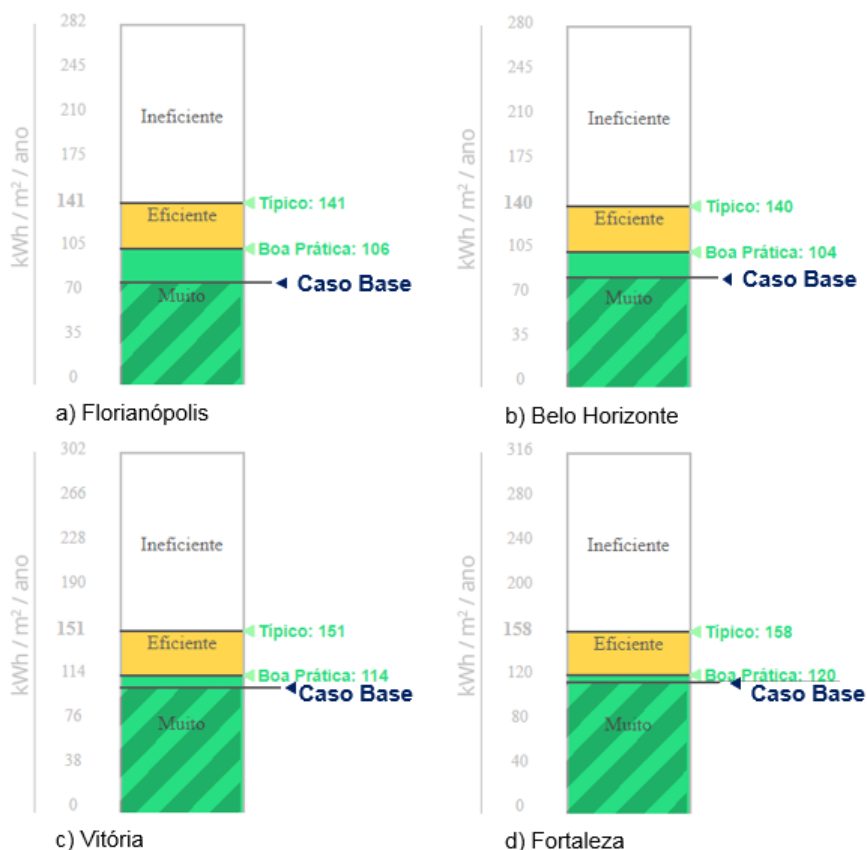 kWh / m² / ano
282
245
210
175
141
105
70
35
0
Ineficiente
Eficiente
Muito
Típico: 141
Boa Prática: 106
Caso Base
a) Florianópolis
kWh / m² / ano
280
245
210
175
140
105
70
35
0
Ineficiente
Eficiente
Muito
Típico: 140
Boa Prática: 104
Caso Base
b) Belo Horizonte
kWh / m² / ano
302
266
228
190
151
114
76
38
0
Ineficiente
Eficiente
Muito
Típico: 151
Boa Prática: 114
Caso Base
c) Vitória
kWh / m² / ano
316
280
240
200
158
120
80
40
0
Ineficiente
Eficiente
Muito
Típico: 158
Boa Prática: 120
Caso Base
d) Fortaleza